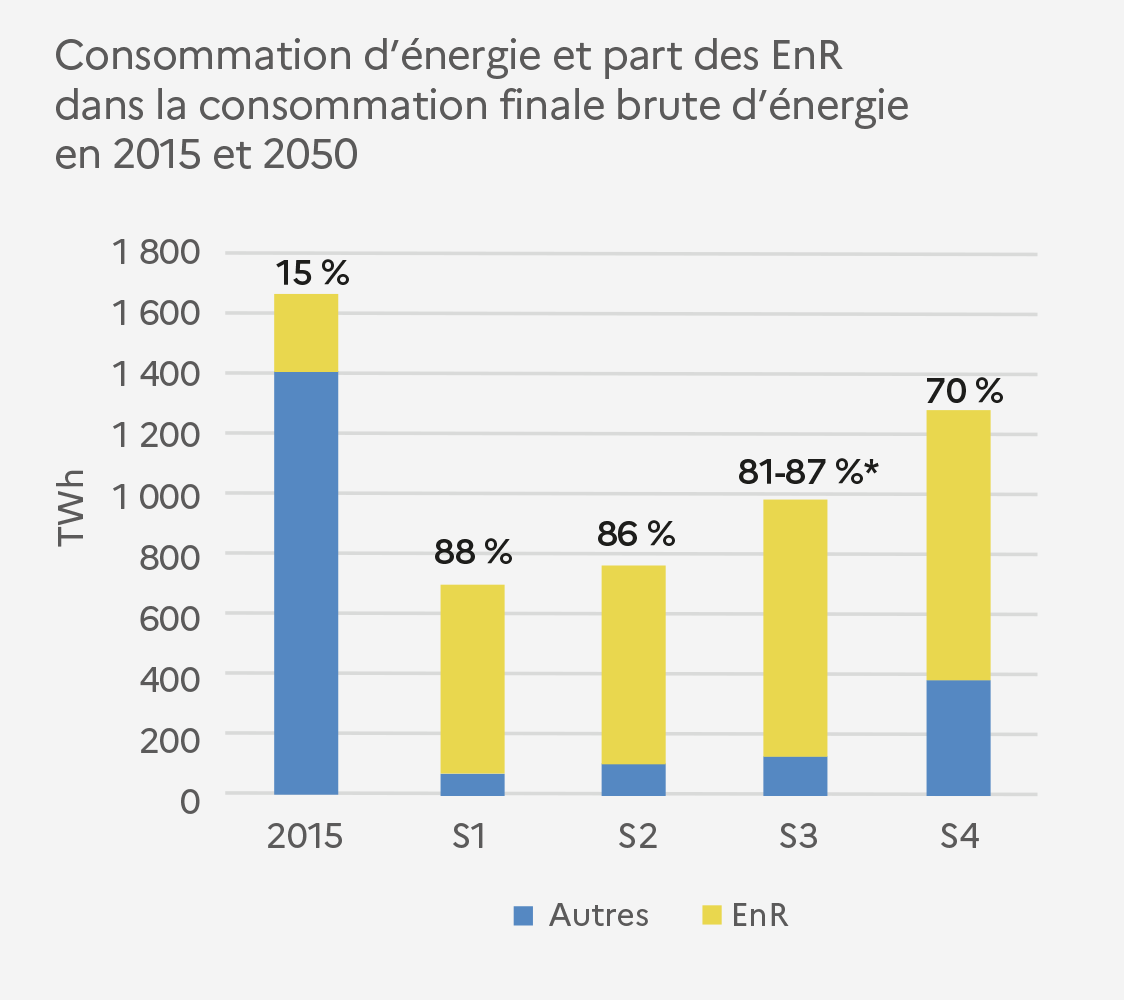 Consommation d’énergie et part des EnR
dans la consommation finale brute d’énergie
en 2015 et 2050
TWh
1 800
1 600
1 400
1 200
1 000
800
600
400
200
0
15 %
88 %
86 %
81-87 %*
70 %
2015
S1
S2
S3
S4
Autres
EnR